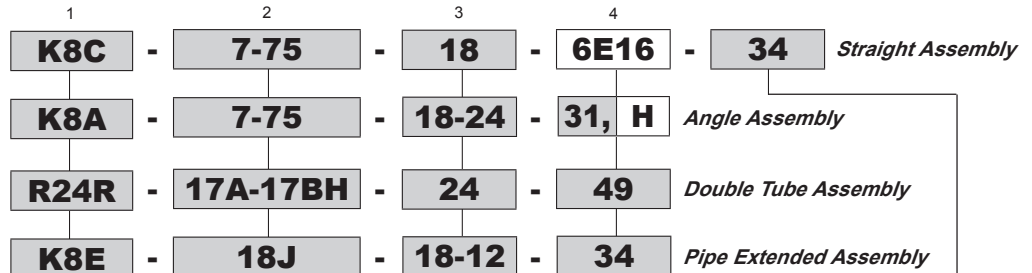 1 2 3 4
K8C - 7-75 - 18 - 6E16 - 34 Straight Assembly
K8A - 7-75 - 18-24 - 31, H Angle Assembly
R24R - 17A-17BH - 24 - 49 Double Tube Assembly
K8E - 18J - 18-12 - 34 Pipe Extended Assembly